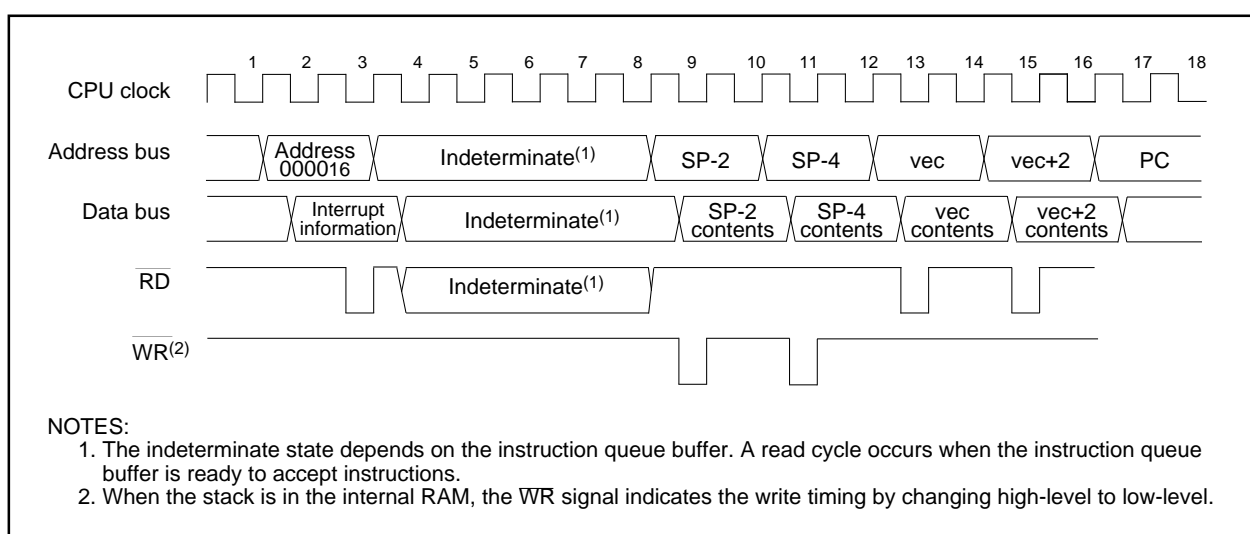 1 2 3 4 5 6 7 8 9 10 11 12 13 14 15 16 17 18
CPU clock
Address bus
Address
000016
Indeterminate(1)
SP-2
SP-4
vec
vec+2
PC
Data bus
Interrupt
information
Indeterminate(1)
SP-2
contents
SP-4
contents
vec
contents
vec+2
contents
RD
Indeterminate(1)
WR(2)
NOTES:
1. The indeterminate state depends on the instruction queue buffer. A read cycle occurs when the instruction queue
buffer is ready to accept instructions.
2. When the stack is in the internal RAM, the WR signal indicates the write timing by changing high-level to low-level.